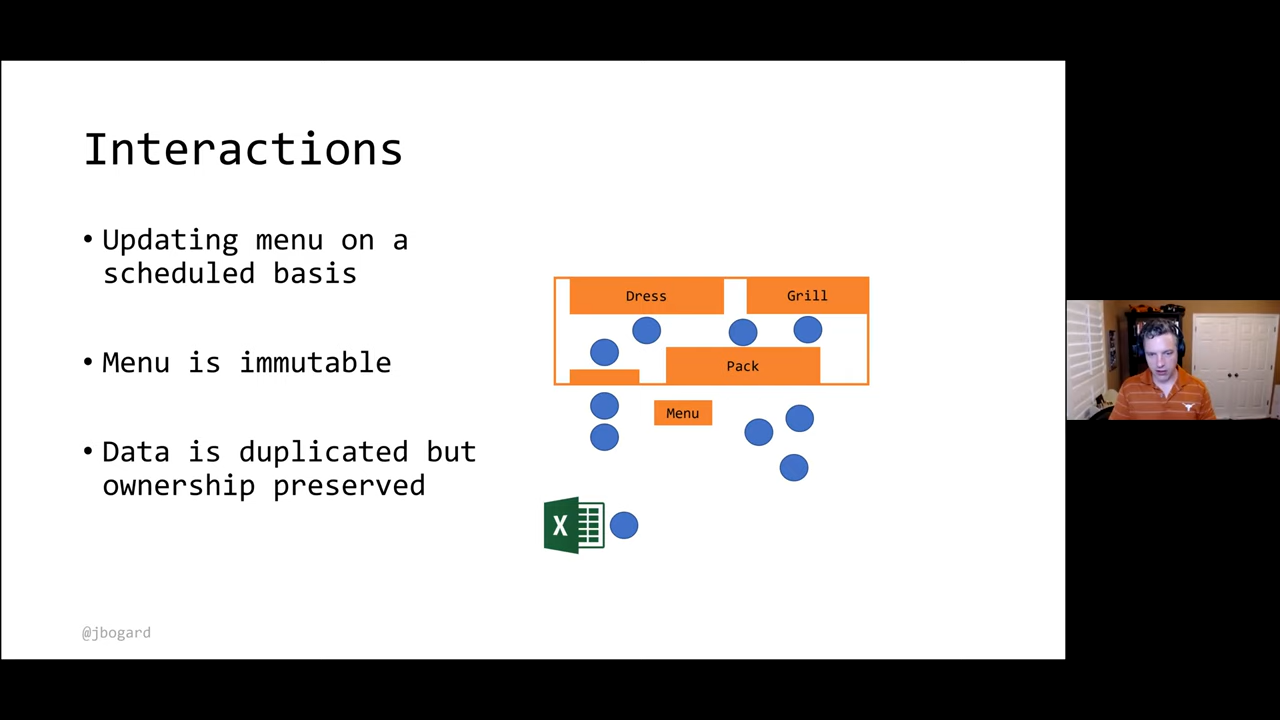 Interactions
• Updating menu on a
scheduled basis
• Menu is immutable
• Data is duplicated but
ownership preserved
Dress
Grill
Pack
Menu
X
@jbogard